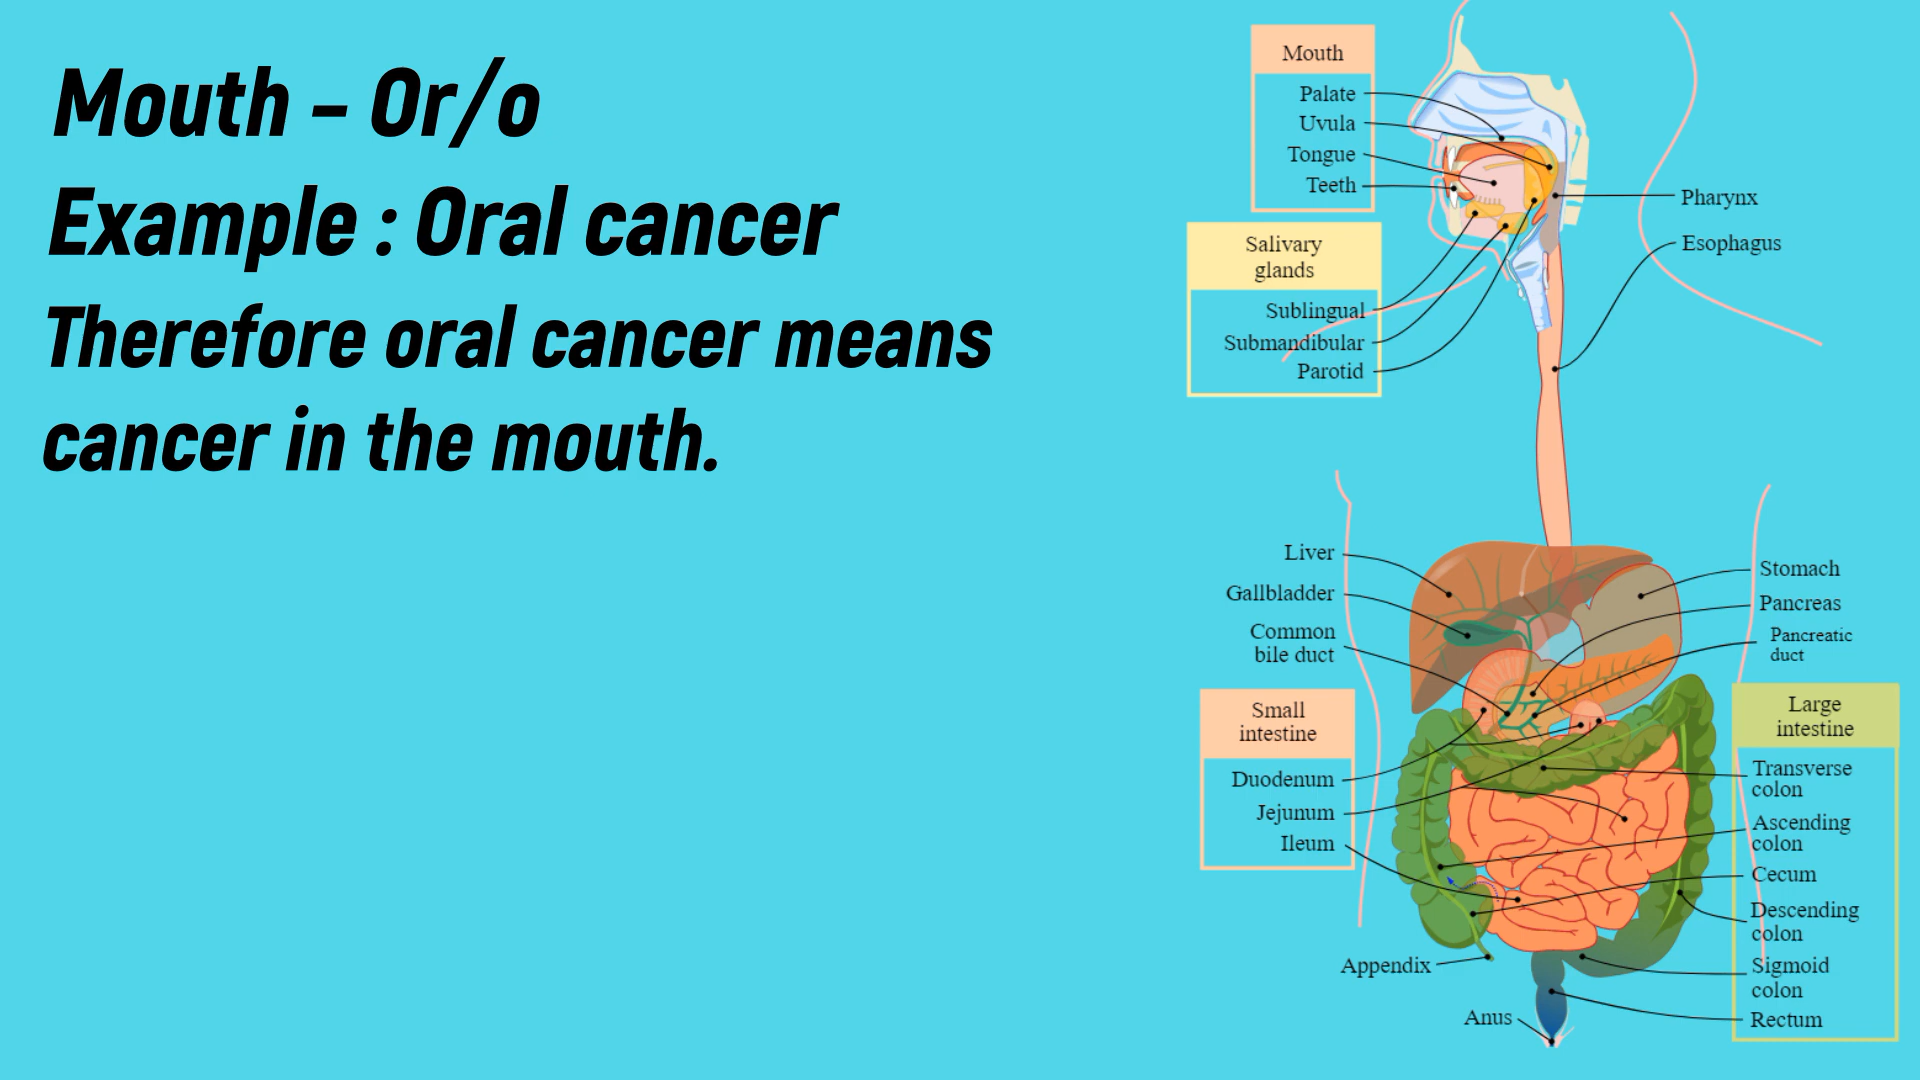 Mouth – Or/o
Example : Oral cancer
Therefore oral cancer means
cancer in the mouth.
Mouth
Palate
Uvula
Tongue
Teeth
Salivary
glands
Sublingual
Submandibular
Parotid
Pharynx
Esophagus
Liver
Gallbladder
Common
bile duct
Stomach
Pancreas
Pancreatic
duct
Small
intestine
Duodenum
Jejunum
Ileum
Large
intestine
Transverse
colon
Ascending
colon
Cecum
Descending
colon
Sigmoid
colon
Rectum
Appendix
Anus